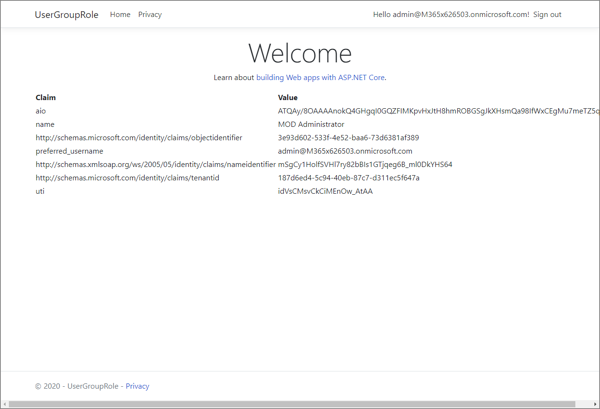 UserGroupRole Home Privacy Hello admin@M365x626503.onmicrosoft.com! Sign out
Welcome
Learn about building Web apps with ASP.NET Core.
Claim Value
aio
name MOD Administrator
http://schemas.microsoft.com/identity/claims/objectidentifier 3e93d602-533f-4e52-baa6-73d6381af389
preferred_username admin@M365x626503.onmicrosoft.com
http://schemas.xmlsoap.org/ws/2005/05/identity/claims/nameidentifier
http://schemas.microsoft.com/identity/claims/tenantid 187d6ed4-5c94-40eb-87c7-d311ec5f647a
uti idVsCMsvCkCiMEnOw_AtAA
© 2020 - UserGroupRole - Privacy